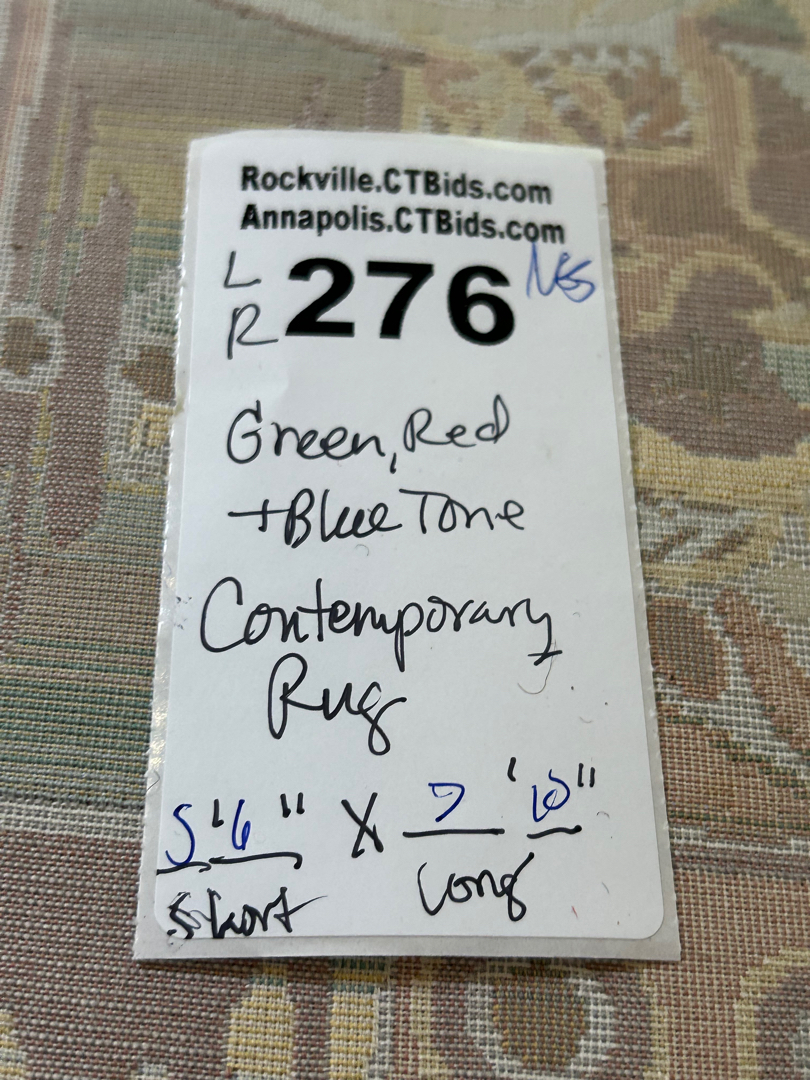 Rockville.CTBids.com
Annapolis.CTBids.com
L
R 276
Green, Red
+ Blue Tone
Contemporary
Rug
5'6" X 7'10"
short long